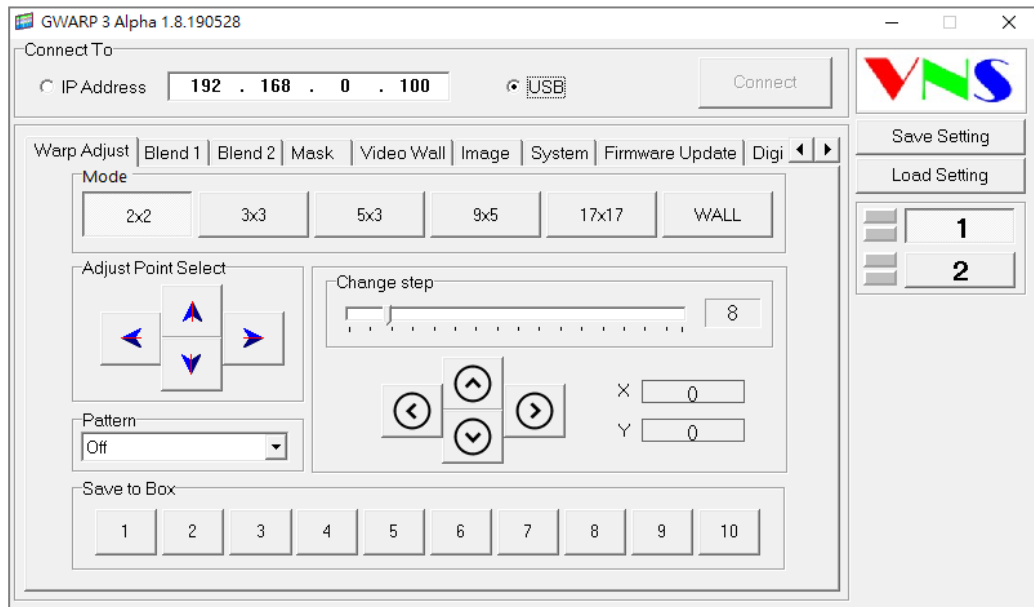 GWARP 3 Alpha 1.8.190528
Connect To
IP Address 192 . 168 . 0 . 100 USB Connect
VNS
Save Setting
Load Setting
1
2
Warp Adjust Blend 1 Blend 2 Mask Video Wall Image System Firmware Update Digi
Mode
2x2 3x3 5x3 9x5 17x17 WALL
Adjust Point Select
Change step
8
X 0
Y 0
Pattern
Off
Save to Box
1 2 3 4 5 6 7 8 9 10